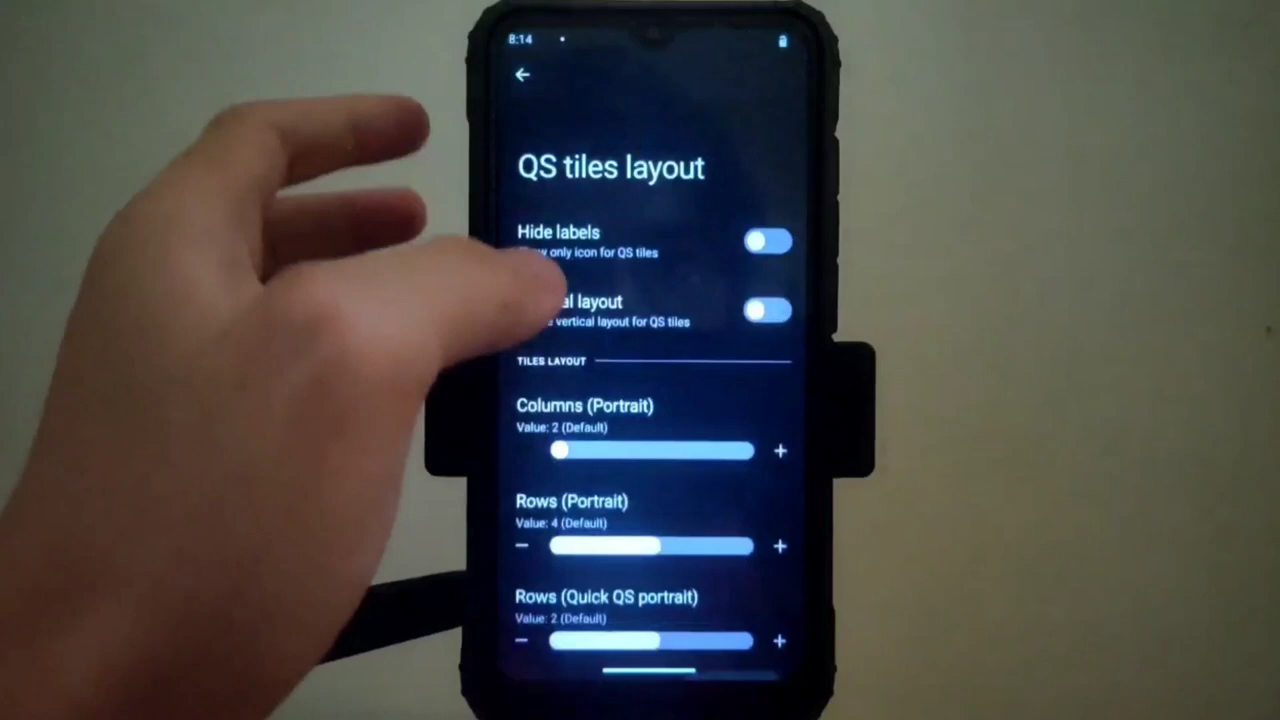 8:14
QS tiles layout
Hide labels
only icon for QS tiles
layout
vertical layout for QS tiles
TILES LAYOUT
Columns (Portrait)
Value: 2 (Default)
+
Rows (Portrait)
Value: 4 (Default)
− +
Rows (Quick QS portrait)
Value: 2 (Default)
− +